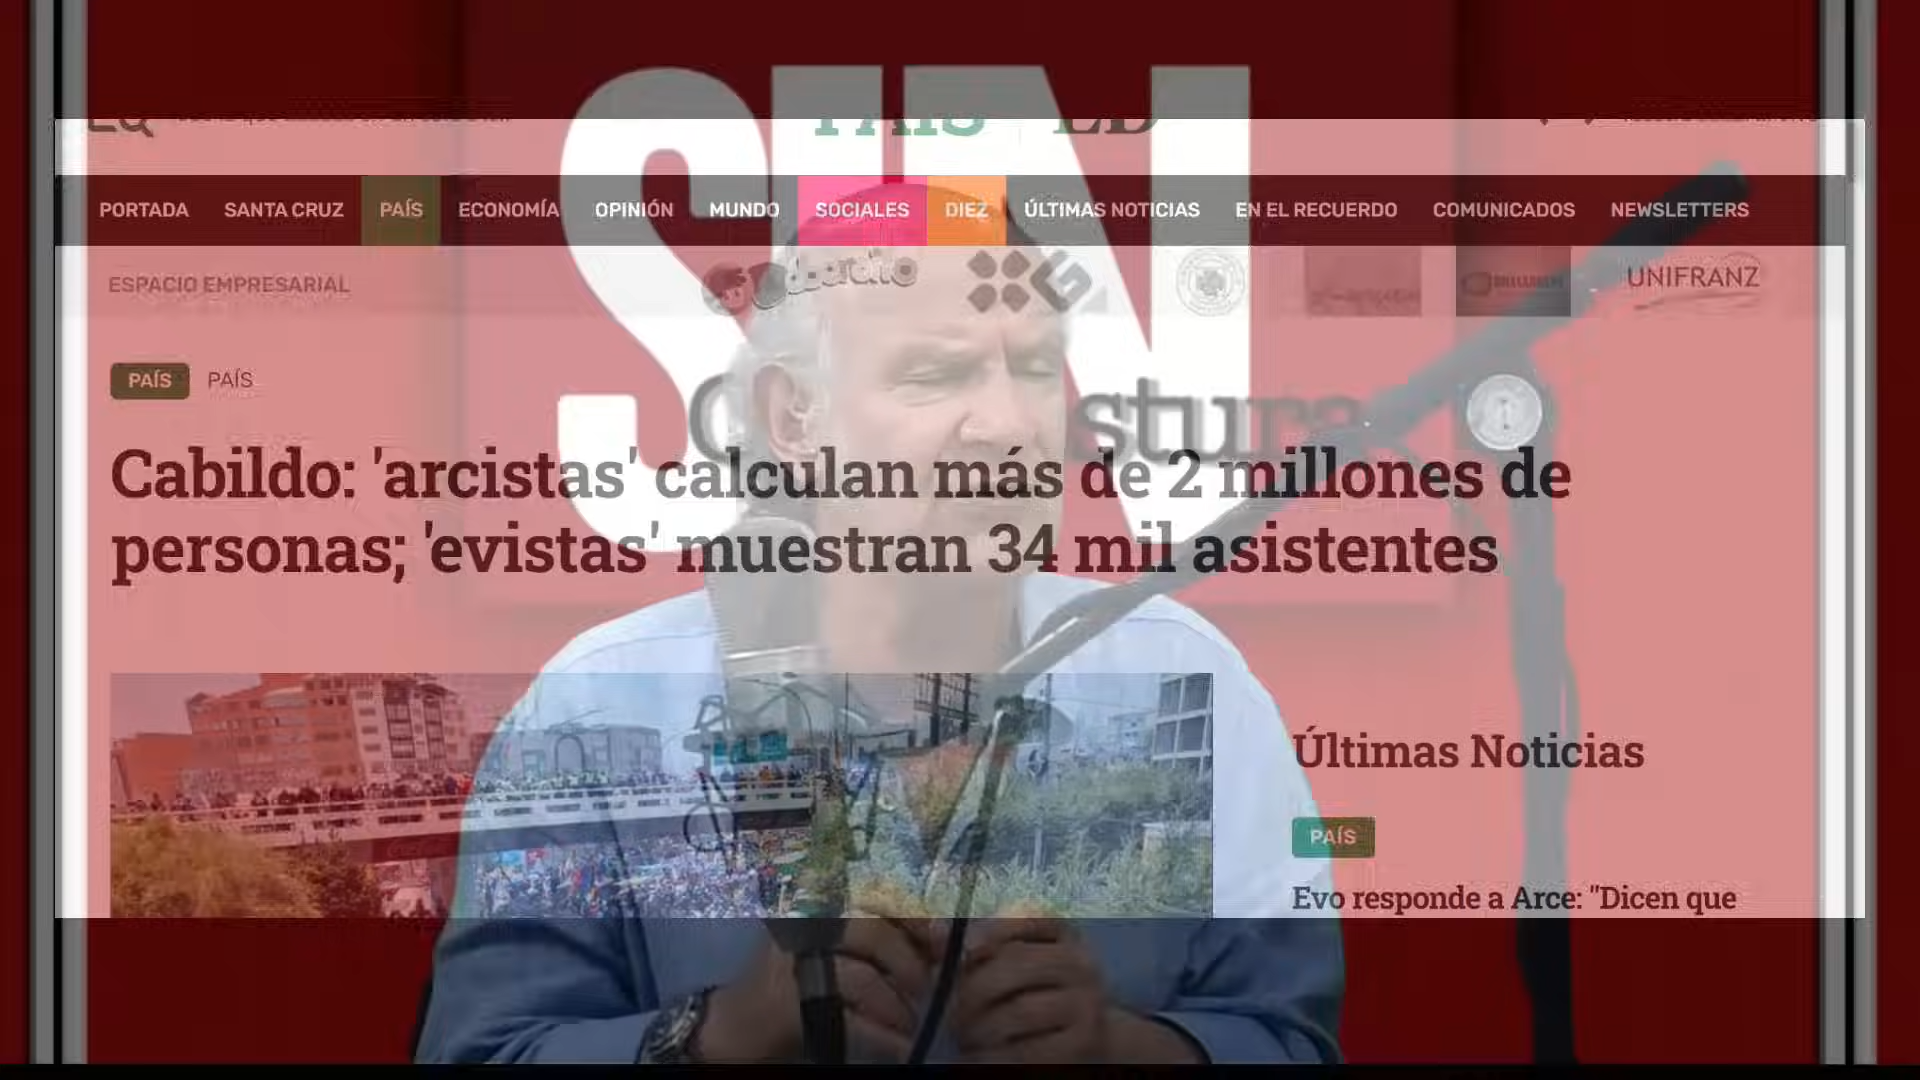 SIN
PORTADA SANTA CRUZ PAÍS ECONOMÍA OPINIÓN MUNDO SOCIALES DIEZ ÚLTIMAS NOTICIAS EN EL RECUERDO COMUNICADOS NEWSLETTERS
ESPACIO EMPRESARIAL
UNIFRANZ
PAÍS PAÍS
Cabildo: 'arcistas' calculan más de 2 millones de
personas; 'evistas' muestran 34 mil asistentes
Últimas Noticias
PAÍS
Evo responde a Arce: "Dicen que